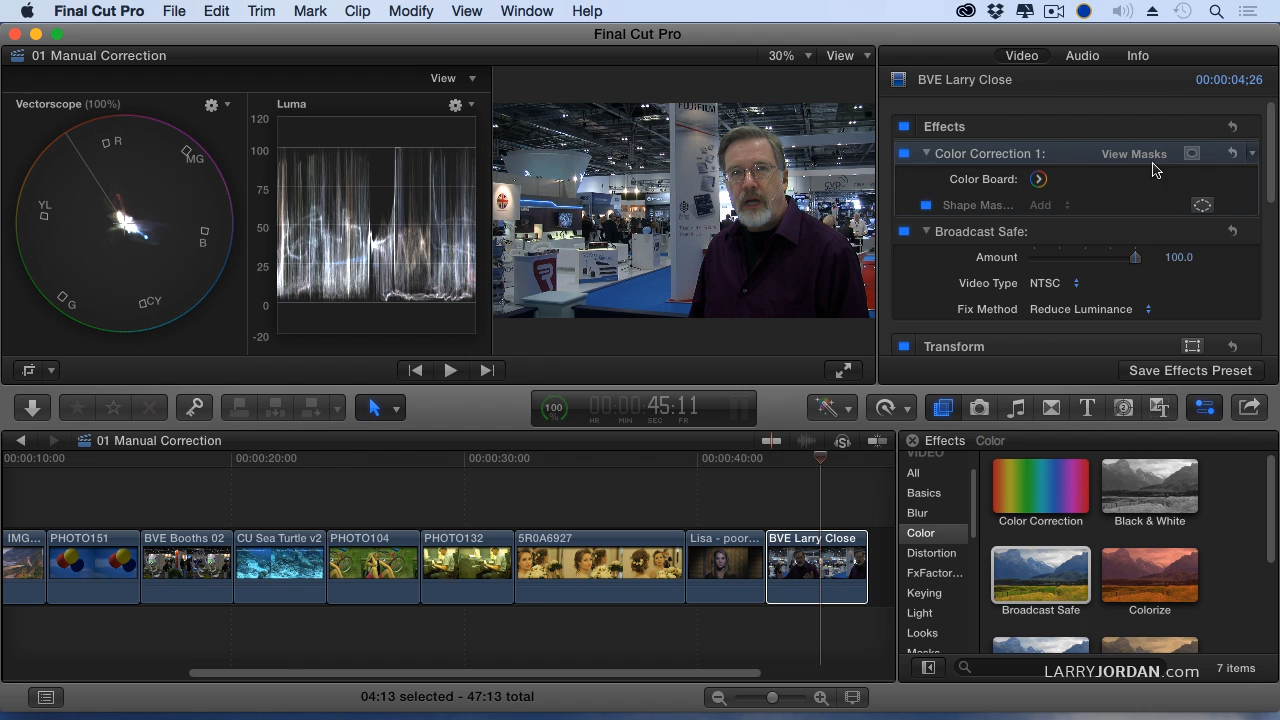 Final Cut Pro File Edit Trim Mark Clip Modify View Window Help
Final Cut Pro
01 Manual Correction 30% View
Video Audio Info
View
BVE Larry Close 00:00:04;26
Vectorscope (100%)
Luma
R MG YL B G CY
120
100
75
50
25
0
-20
FUJIFILM
Effects
Color Correction 1: View Masks
Color Board:
Shape Mas... Add
Broadcast Safe:
Amount 100.0
Video Type NTSC
Fix Method Reduce Luminance
Transform
Save Effects Preset
100 % 00:00:45:11
HR MIN SEC FR
01 Manual Correction
Effects Color
00:00:10:00 00:00:20:00 00:00:30:00 00:00:40:00
IMG... PHOTO151 BVE Booths 02 CU Sea Turtle v2 PHOTO104 PHOTO132 5R0A6927 Lisa - poor... BVE Larry Close
VIDEO
All
Basics
Blur
Color
Distortion
FxFactor...
Keying
Light
Looks
Masks
Color Correction
Black & White
Broadcast Safe
Colorize
LARRYJORDAN.com
7 items
04:13 selected - 47:13 total